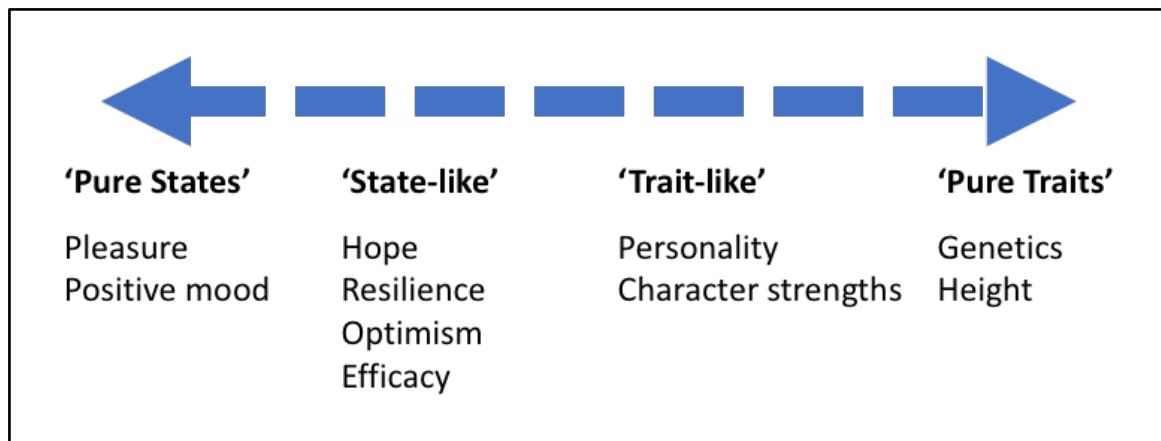 ‘Pure States’
Pleasure
Positive mood
‘State-like’
Hope
Resilience
Optimism
Efficacy
‘Trait-like’
Personality
Character strengths
‘Pure Traits’
Genetics
Height